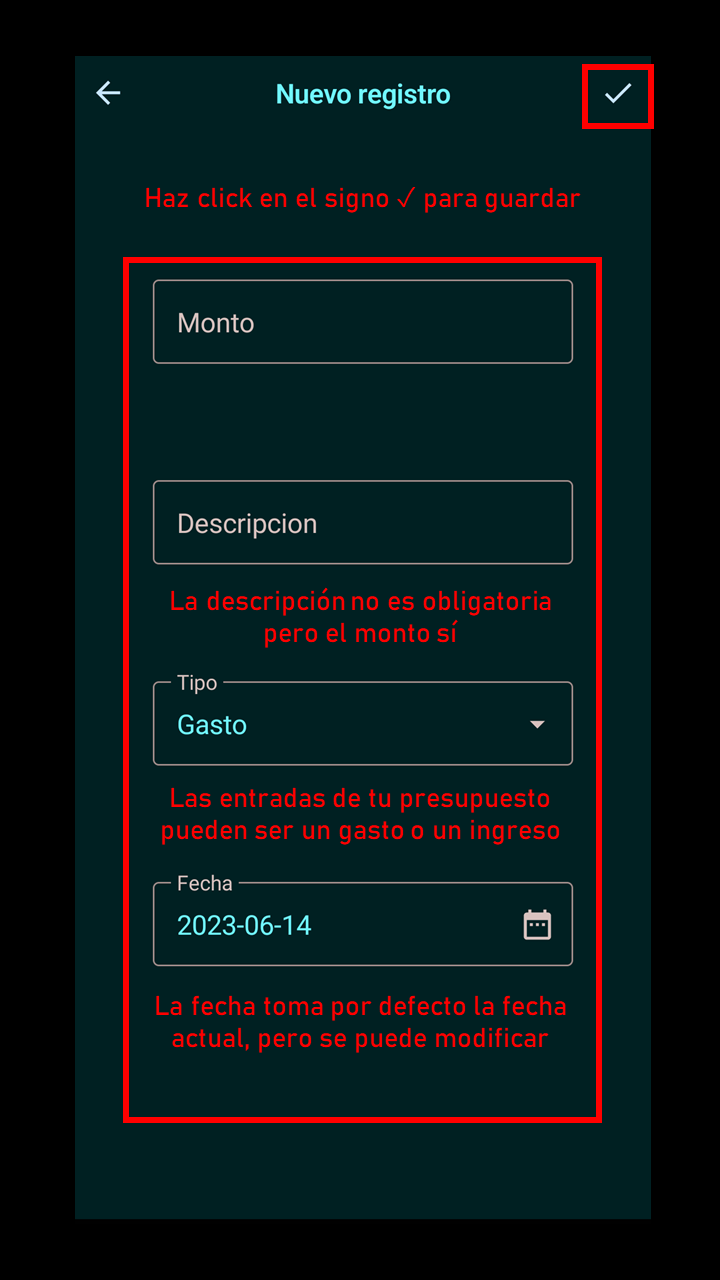 Nuevo registro
Haz click en el signo ✓ para guardar
Monto
Descripcion
La descripción no es obligatoria
pero el monto sí
Tipo
Gasto
Las entradas de tu presupuesto
pueden ser un gasto o un ingreso
Fecha
2023-06-14
La fecha toma por defecto la fecha
actual, pero se puede modificar